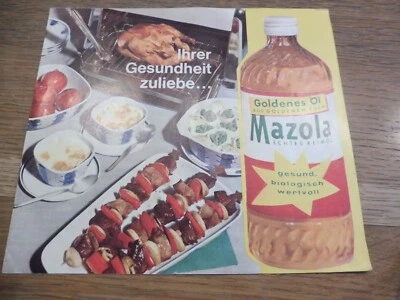 Ihrer
Gesundheit
zuliebe...
Goldenes Öl
Mazola
gesund,
biologisch
wertvoll